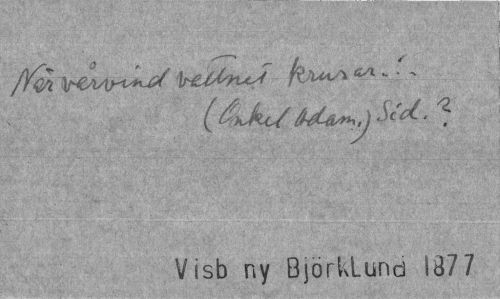 När vårvind vattnet krusar...
(Onkel Adam.) Sid. ?
Visb ny Björklund 1877